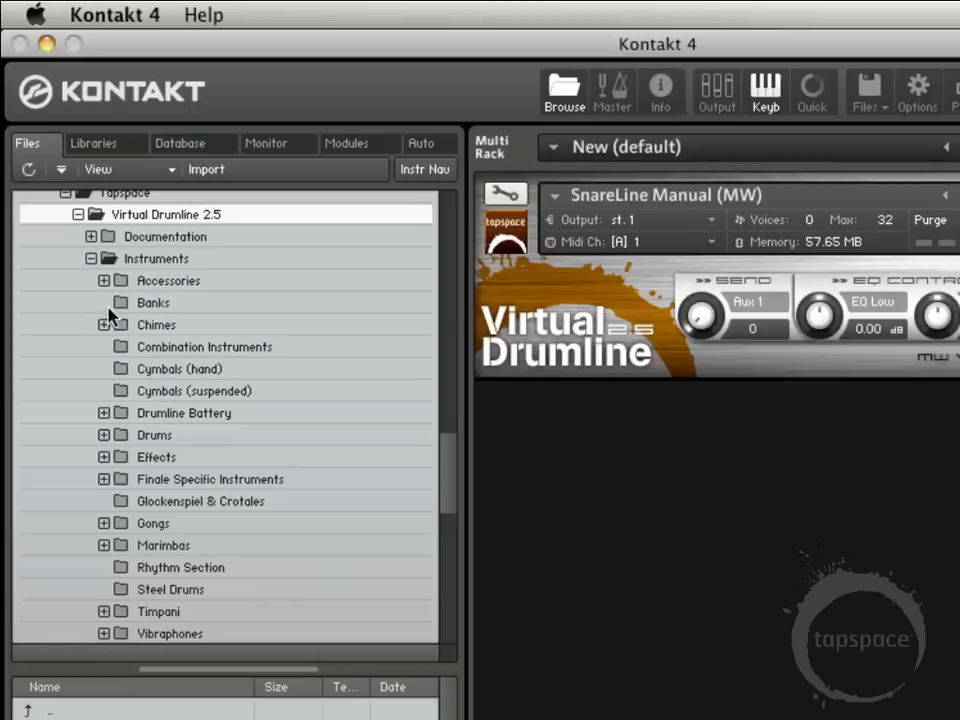 Kontakt 4 Help
Kontakt 4
KONTAKT
Browse Master Info Output Keyb Quick Files Options
Files Libraries Database Monitor Modules Auto
View Import Instr Nav
Multi Rack
New (default)
Tapspace
Virtual Drumline 2.5
Documentation
Instruments
Accessories
Banks
Chimes
Combination Instruments
Cymbals (hand)
Cymbals (suspended)
Drumline Battery
Drums
Effects
Finale Specific Instruments
Glockenspiel & Crotales
Gongs
Marimbas
Rhythm Section
Steel Drums
Timpani
Vibraphones
Name Size Te... Date
..
SnareLine Manual (MW)
Output: st. 1 Voices: 0 Max: 32 Purge
Midi Ch: [A] 1 Memory: 57.65 MB
tapspace
Virtual 2.5
Drumline
>> SEND
Aux 1
0
EQ Low
0.00 dB
tapspace